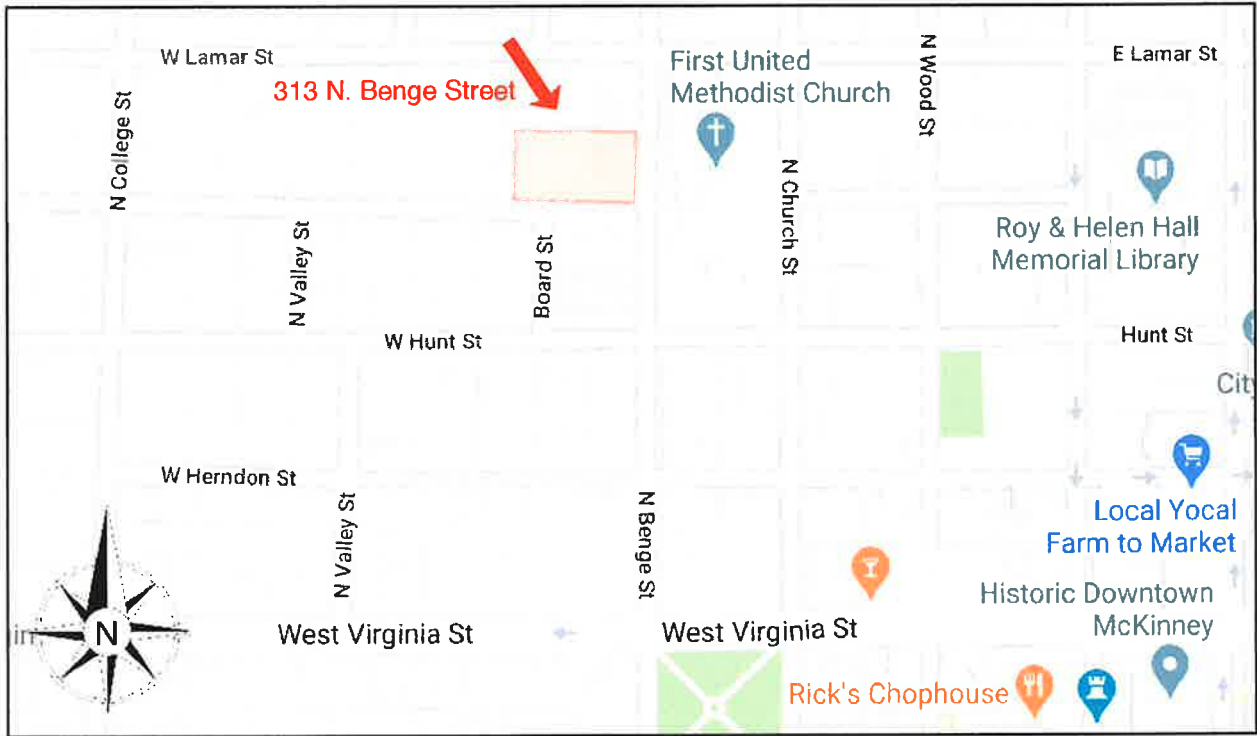 W Lamar St
313 N. Benge Street
First United
Methodist Church
N Wood St
E Lamar St
N College St
N Church St
Roy & Helen Hall
Memorial Library
N Valley St
Board St
W Hunt St
Hunt St
City
W Herndon St
N Valley St
N Benge St
Local Yocal
Farm to Market
Historic Downtown
McKinney
N
West Virginia St
West Virginia St
Rick's Chophouse